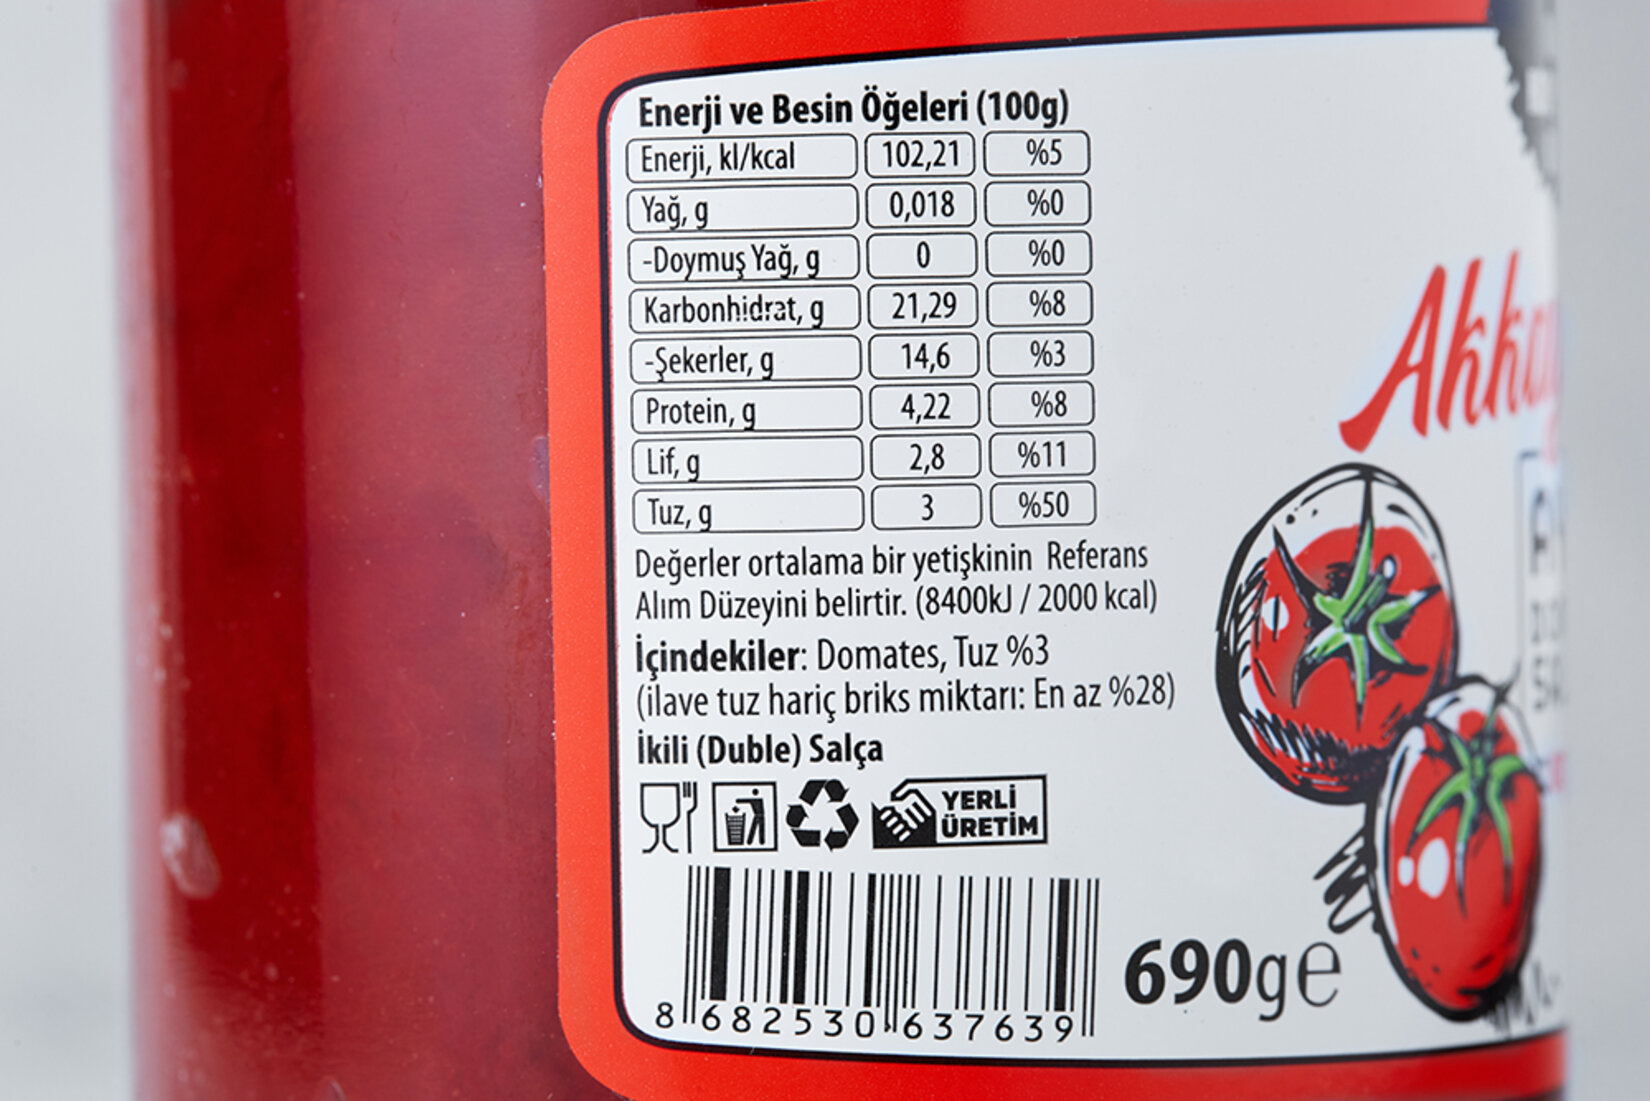 Enerji ve Besin Öğeleri (100g)
Enerji, kl/kcal 102,21 %5
Yağ, g 0,018 %0
-Doymuş Yağ, g 0 %0
Karbonhidrat, g 21,29 %8
-Şekerler, g 14,6 %3
Protein, g 4,22 %8
Lif, g 2,8 %11
Tuz, g 3 %50
Değerler ortalama bir yetişkinin Referans
Alım Düzeyini belirtir. (8400kJ / 2000 kcal)
İçindekiler: Domates, Tuz %3
(ilave tuz hariç briks miktarı: En az %28)
İkili (Duble) Salça
YERLİ
ÜRETİM
8 682530 637639
690g e